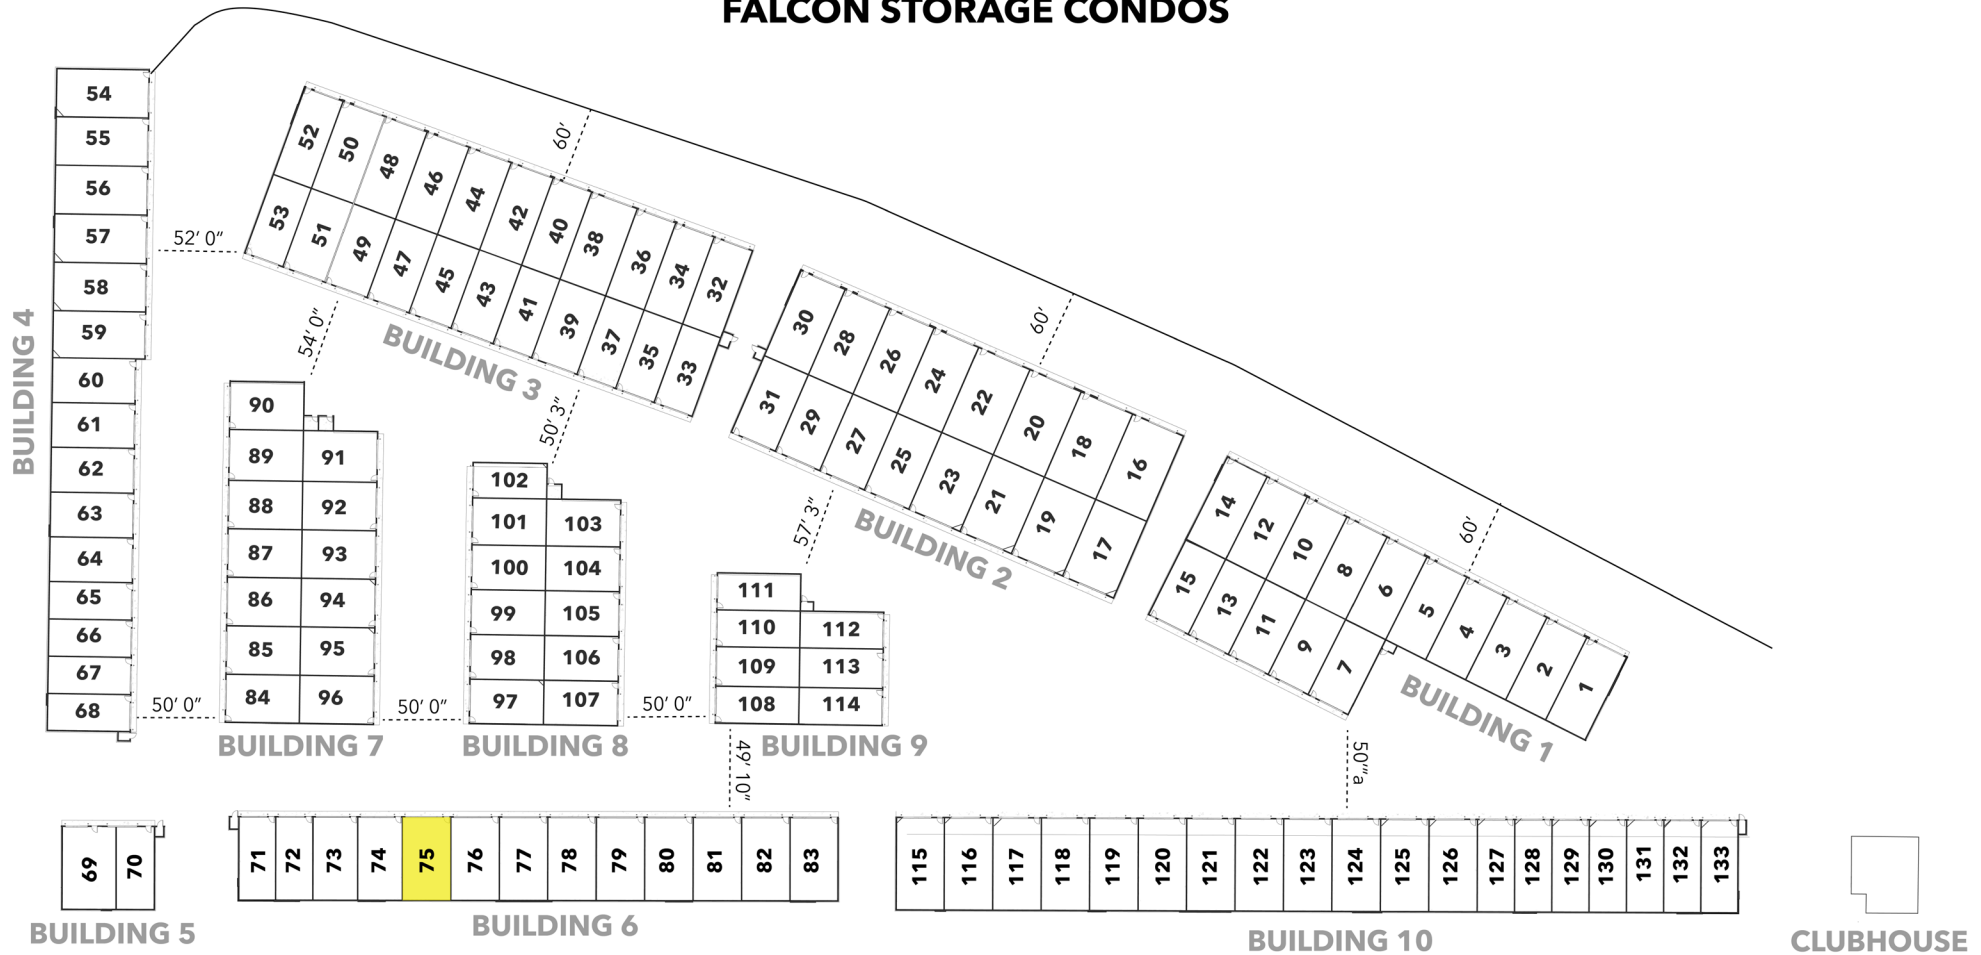 FALCON STORAGE CONDOS
54
55
56
57
58
59
60
61
62
63
64
65
66
67
68
BUILDING 4
52' 0"
52 50 48 46 44 42 40 38 36 34 32
53 51 49 47 45 43 41 39 37 35 33
BUILDING 3
60'
54' 0"
50' 3"
30 28 26 24 22 20 18 16
31 29 27 25 23 21 19 17
BUILDING 2
60'
57' 3"
14 12 10 8 6 5 4 3 2 1
15 13 11 9 7
BUILDING 1
60'
50"a
90
89 91
88 92
87 93
86 94
85 95
84 96
BUILDING 7
50' 0"
102
101 103
100 104
99 105
98 106
97 107
BUILDING 8
50' 0"
111
110 112
109 113
108 114
BUILDING 9
50' 0"
49' 10"
69 70
BUILDING 5
71 72 73 74 75 76 77 78 79 80 81 82 83
BUILDING 6
115 116 117 118 119 120 121 122 123 124 125 126 127 128 129 130 131 132 133
BUILDING 10
CLUBHOUSE